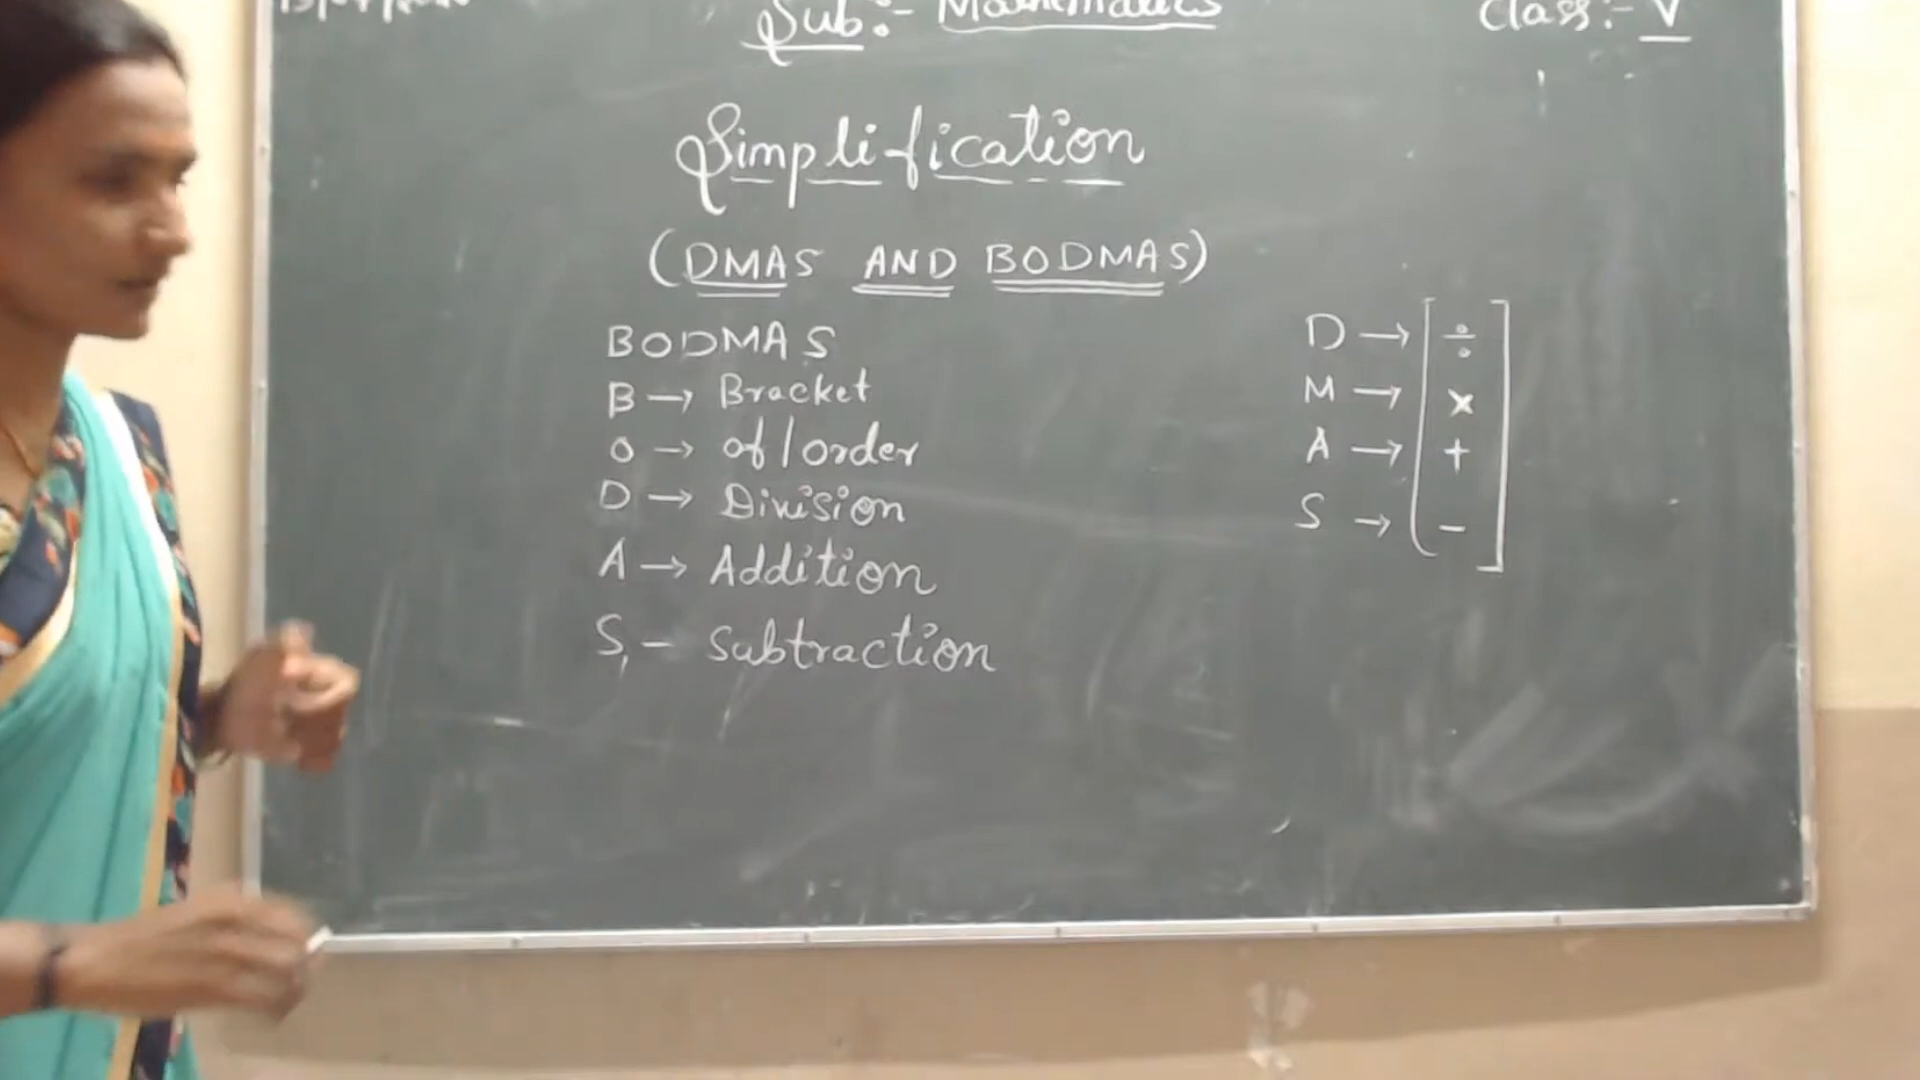 Sub:- Mathematics
Class:- V
Simplification
(DMAS AND BODMAS)
BODMAS
B → Bracket
O → of/order
D → Division
A → Addition
S - Subtraction
D → ÷
M → ×
A → +
S → -